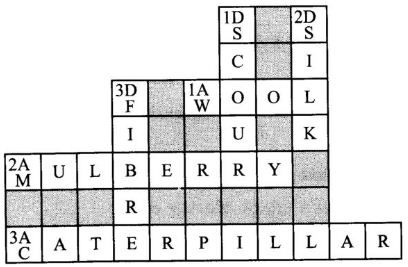 1D 2D
S S
C I
3D 1A
F W O O L
I U K
2A
M U L B E R R Y
R
3A
C A T E R P I L L A R